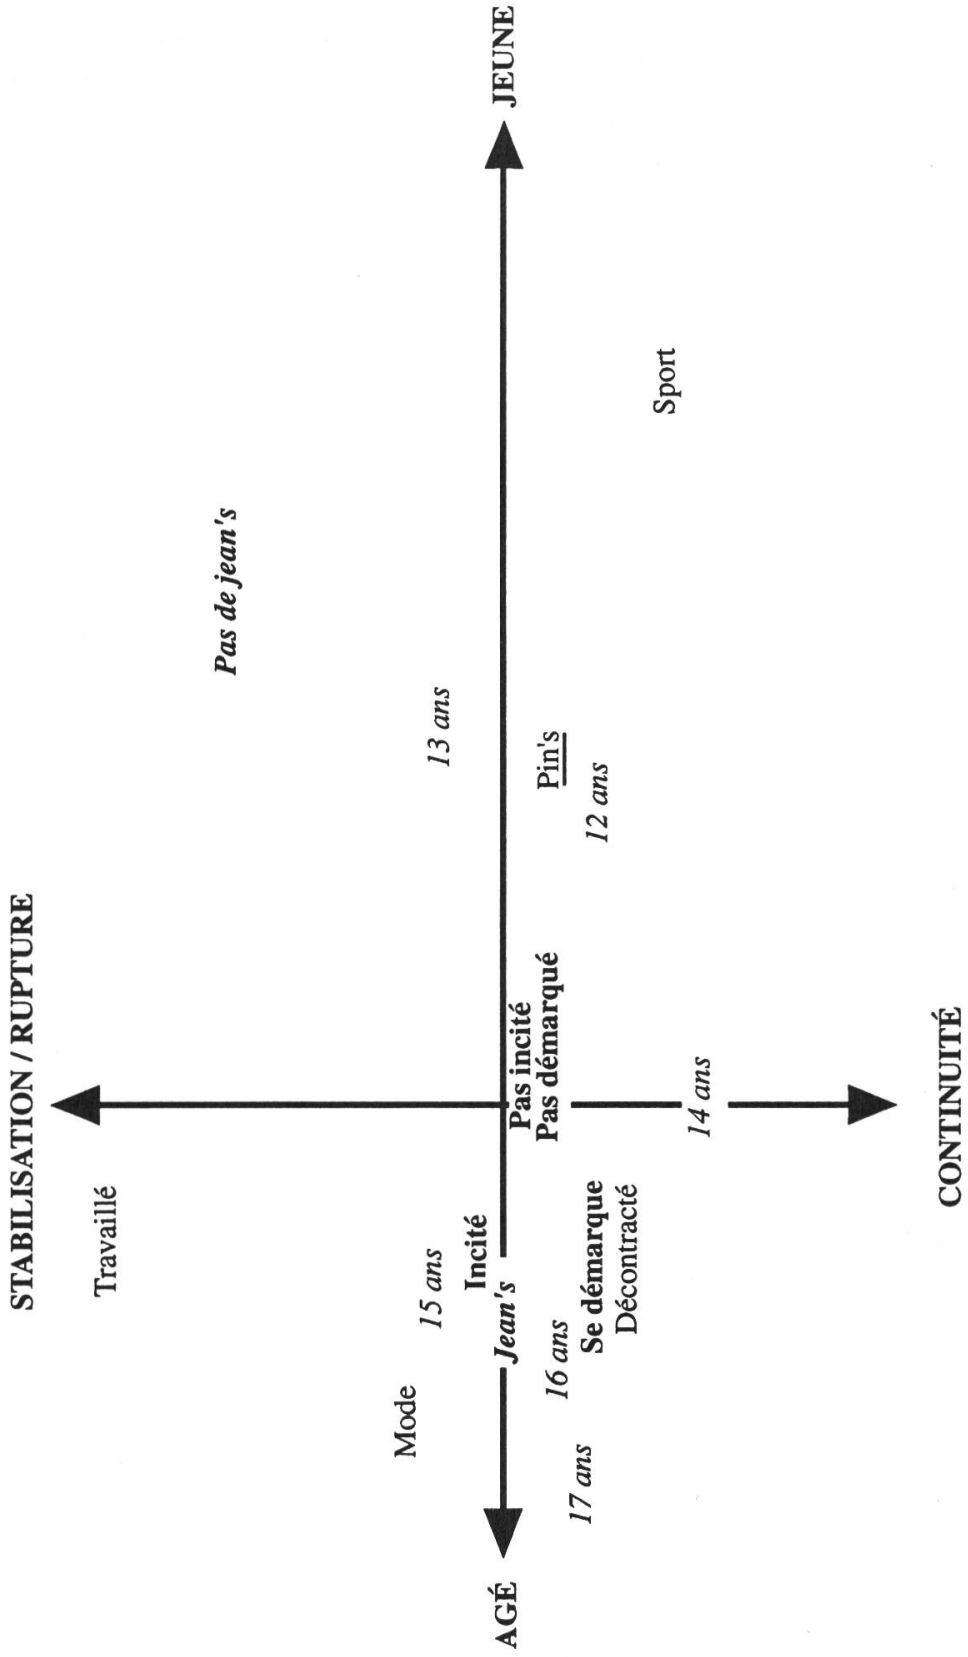 STABILISATION / RUPTURE
Travaillé
Pas de jean's
Mode
15 ans
13 ans
Incité
AGÉ
Jean's
JEUNE
Pas incité
Pas démarqué
Pin's
16 ans
17 ans
12 ans
Se démarque
Décontracté
Sport
14 ans
CONTINUITÉ